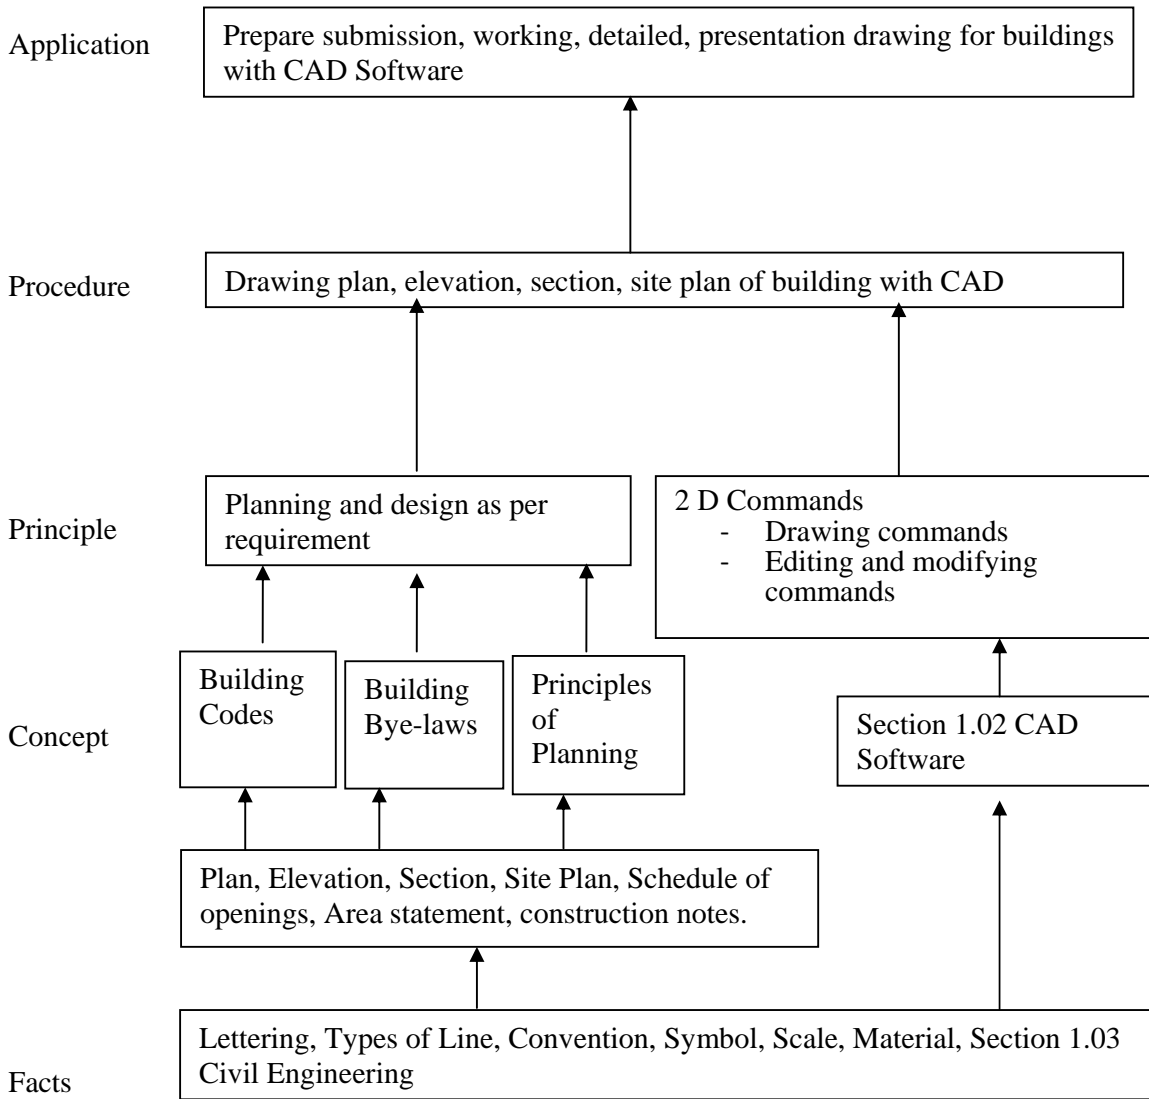 Application
Prepare submission, working, detailed, presentation drawing for buildings
with CAD Software
Procedure
Drawing plan, elevation, section, site plan of building with CAD
Principle
Planning and design as per
requirement
2 D Commands
- Drawing commands
- Editing and modifying
commands
Concept
Building
Codes
Building
Bye-laws
Principles
of
Planning
Section 1.02 CAD
Software
Plan, Elevation, Section, Site Plan, Schedule of
openings, Area statement, construction notes.
Facts
Lettering, Types of Line, Convention, Symbol, Scale, Material, Section 1.03
Civil Engineering